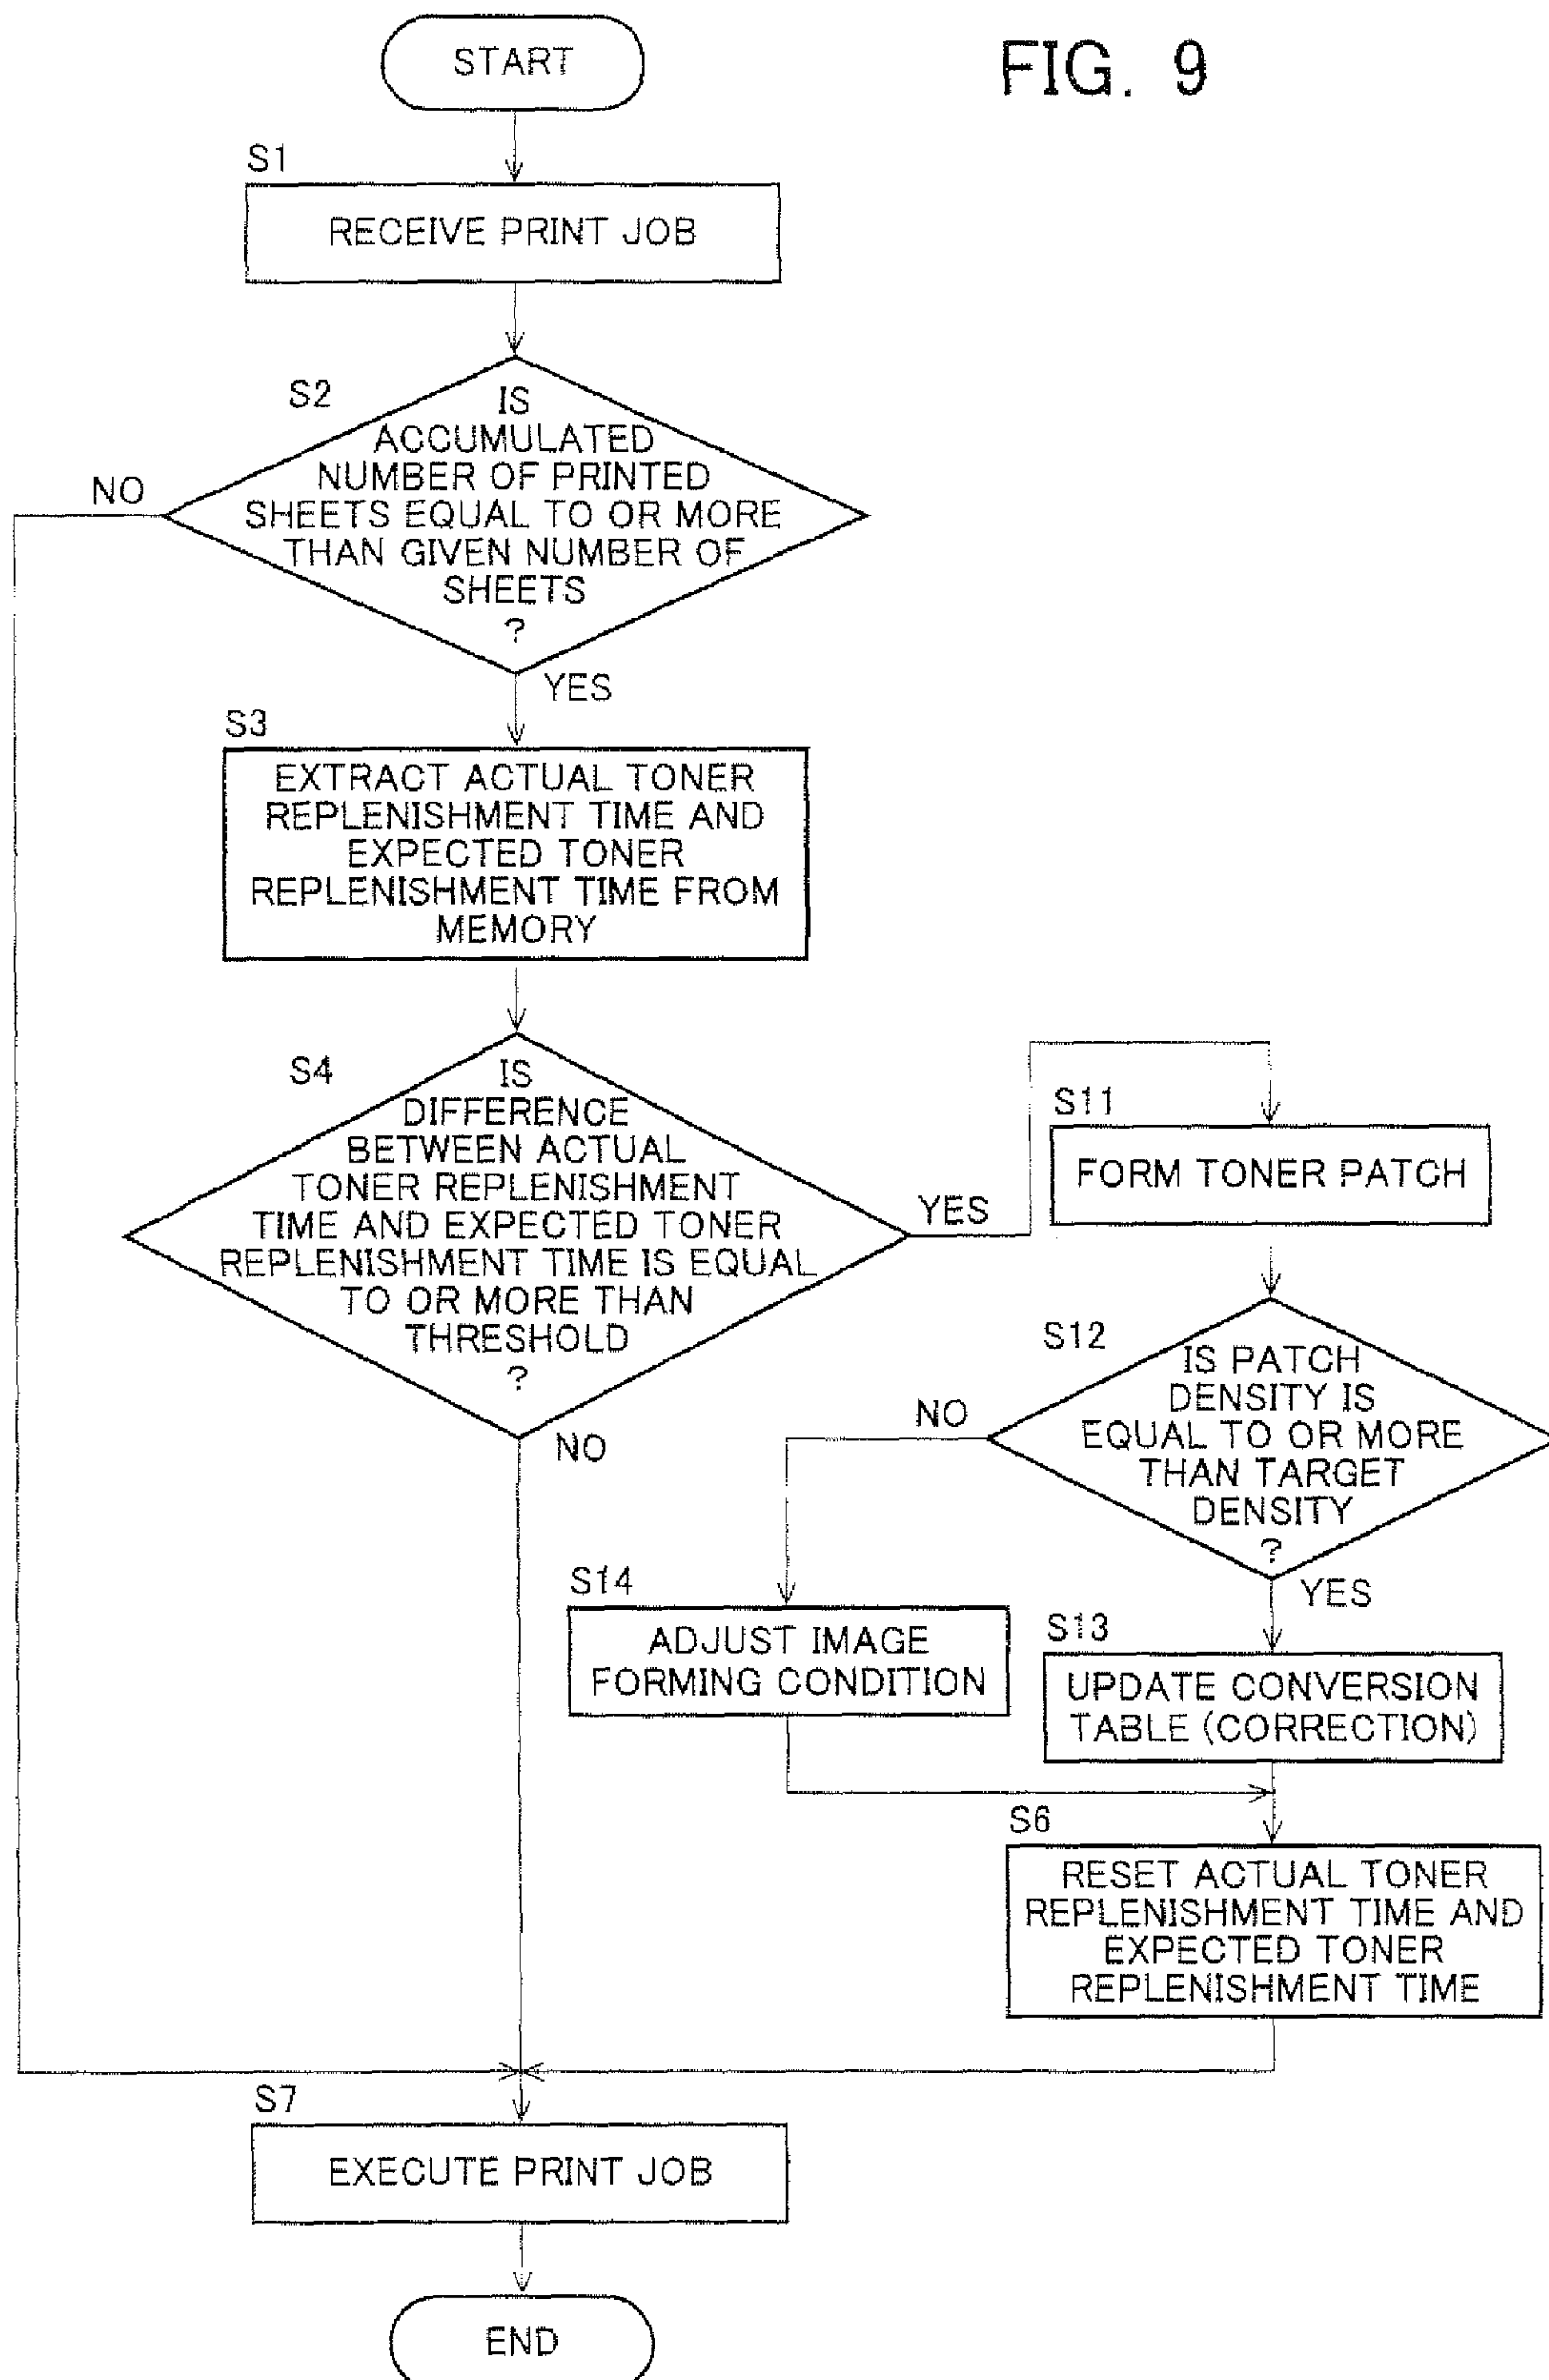 START
FIG. 9
S1
RECEIVE PRINT JOB
S2
IS
ACCUMULATED
NUMBER OF PRINTED
SHEETS EQUAL TO OR MORE
THAN GIVEN NUMBER OF
SHEETS
?
NO
YES
S3
EXTRACT ACTUAL TONER
REPLENISHMENT TIME AND
EXPECTED TONER
REPLENISHMENT TIME FROM
MEMORY
S4
IS
DIFFERENCE
BETWEEN ACTUAL
TONER REPLENISHMENT
TIME AND EXPECTED TONER
REPLENISHMENT TIME IS EQUAL
TO OR MORE THAN
THRESHOLD
?
YES
NO
S11
FORM TONER PATCH
S12
IS PATCH
DENSITY IS
EQUAL TO OR MORE
THAN TARGET
DENSITY
?
NO
YES
S14
ADJUST IMAGE
FORMING CONDITION
S13
UPDATE CONVERSION
TABLE (CORRECTION)
S6
RESET ACTUAL TONER
REPLENISHMENT TIME AND
EXPECTED TONER
REPLENISHMENT TIME
S7
EXECUTE PRINT JOB
END